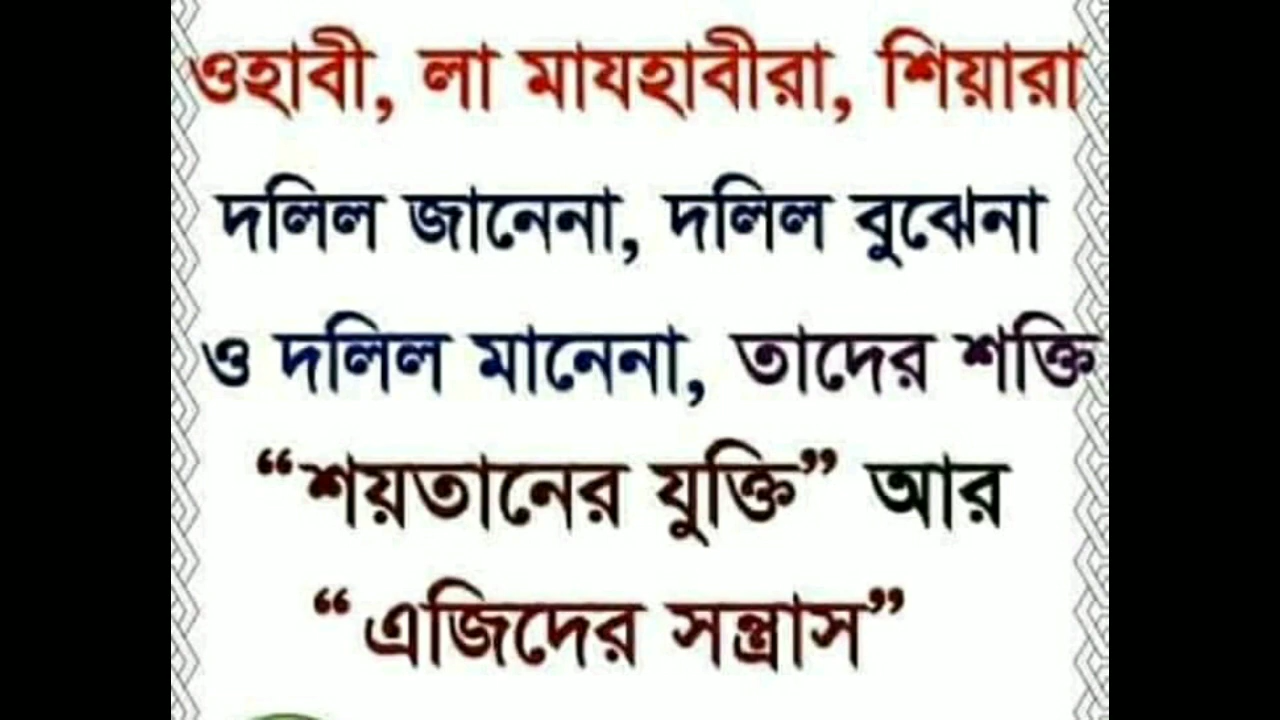 ওহাবী, লা মাযহাবীরা, শিয়ারা
দলিল জানেনা, দলিল বুঝেনা
ও দলিল মানেনা, তাদের শক্তি
“শয়তানের যুক্তি” আর
“এজিদের সন্ত্রাস”